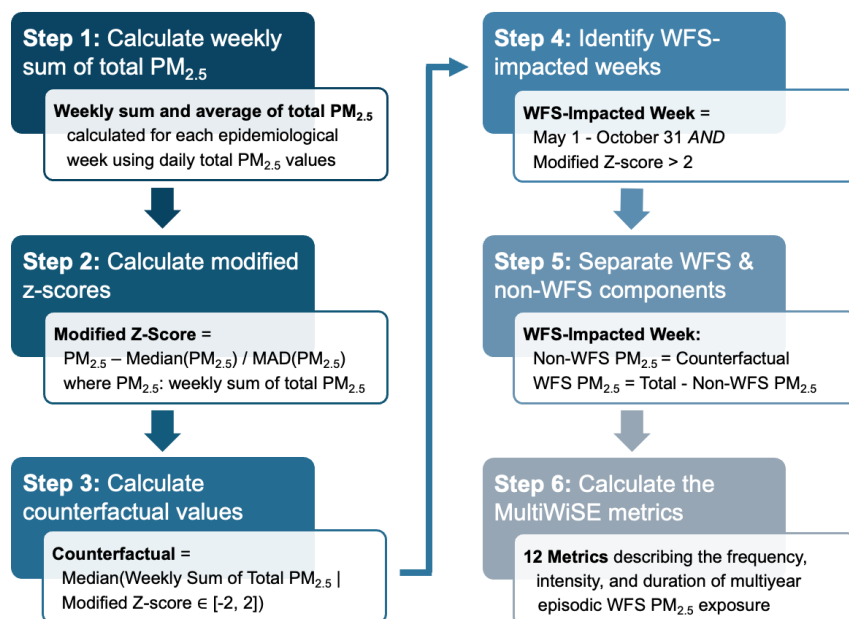 Step 1: Calculate weekly
sum of total PM2.5
Weekly sum and average of total PM2.5
calculated for each epidemiological
week using daily total PM2.5 values
Step 2: Calculate modified
z-scores
Modified Z-Score =
PM2.5 – Median(PM2.5) / MAD(PM2.5)
where PM2.5: weekly sum of total PM2.5
Step 3: Calculate
counterfactual values
Counterfactual =
Median(Weekly Sum of Total PM2.5 |
Modified Z-score ∈ [-2, 2])
Step 4: Identify WFS-
impacted weeks
WFS-Impacted Week =
May 1 - October 31 AND
Modified Z-score > 2
Step 5: Separate WFS &
non-WFS components
WFS-Impacted Week:
Non-WFS PM2.5 = Counterfactual
WFS PM2.5 = Total - Non-WFS PM2.5
Step 6: Calculate the
MultiWiSE metrics
12 Metrics describing the frequency,
intensity, and duration of multiyear
episodic WFS PM2.5 exposure